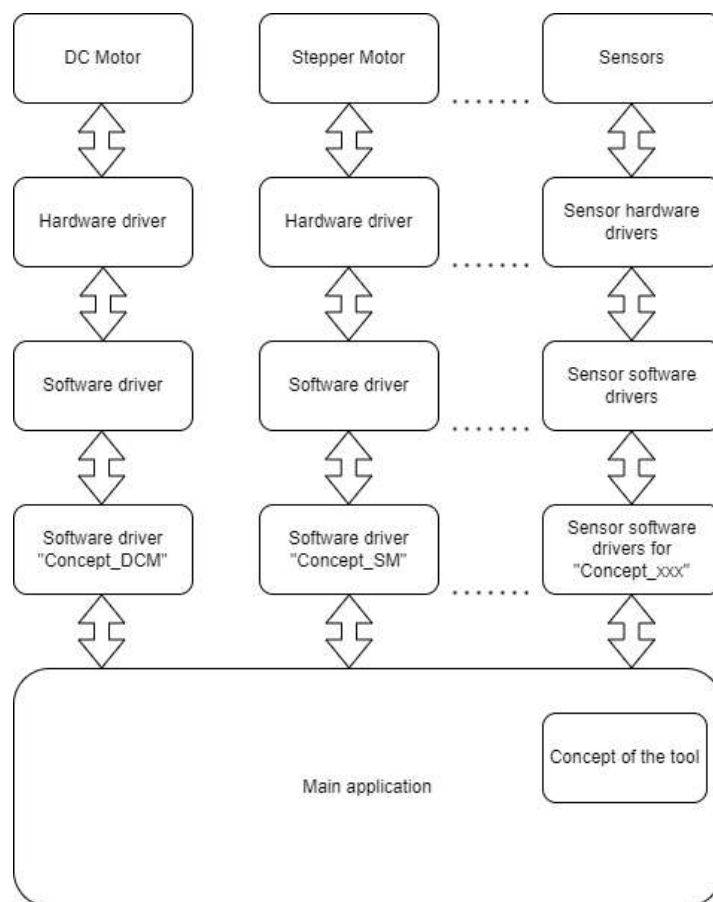 DC Motor
Stepper Motor
Sensors
Hardware driver
Hardware driver
Sensor hardware
drivers
Software driver
Software driver
Sensor software
drivers
Software driver
"Concept_DCM"
Software driver
"Concept_SM"
Sensor software
drivers for
"Concept_xxx"
Concept of the tool
Main application